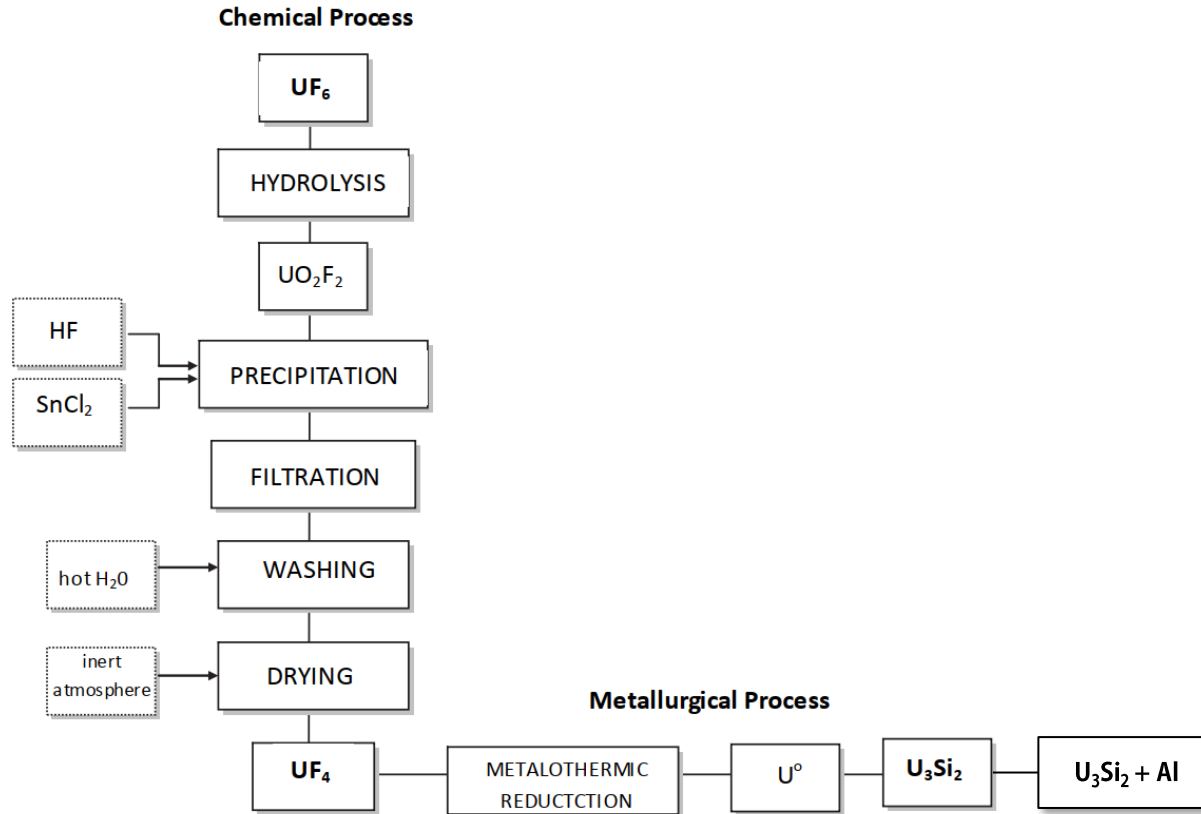 Chemical Process
UF₆
HYDROLYSIS
UO₂F₂
HF
SnCl₂
PRECIPITATION
FILTRATION
hot H₂0
WASHING
inert
atmosphere
DRYING
Metallurgical Process
UF₄
METALOTHERMIC
REDUCTCTION
U°
U₃Si₂
U₃Si₂ + Al